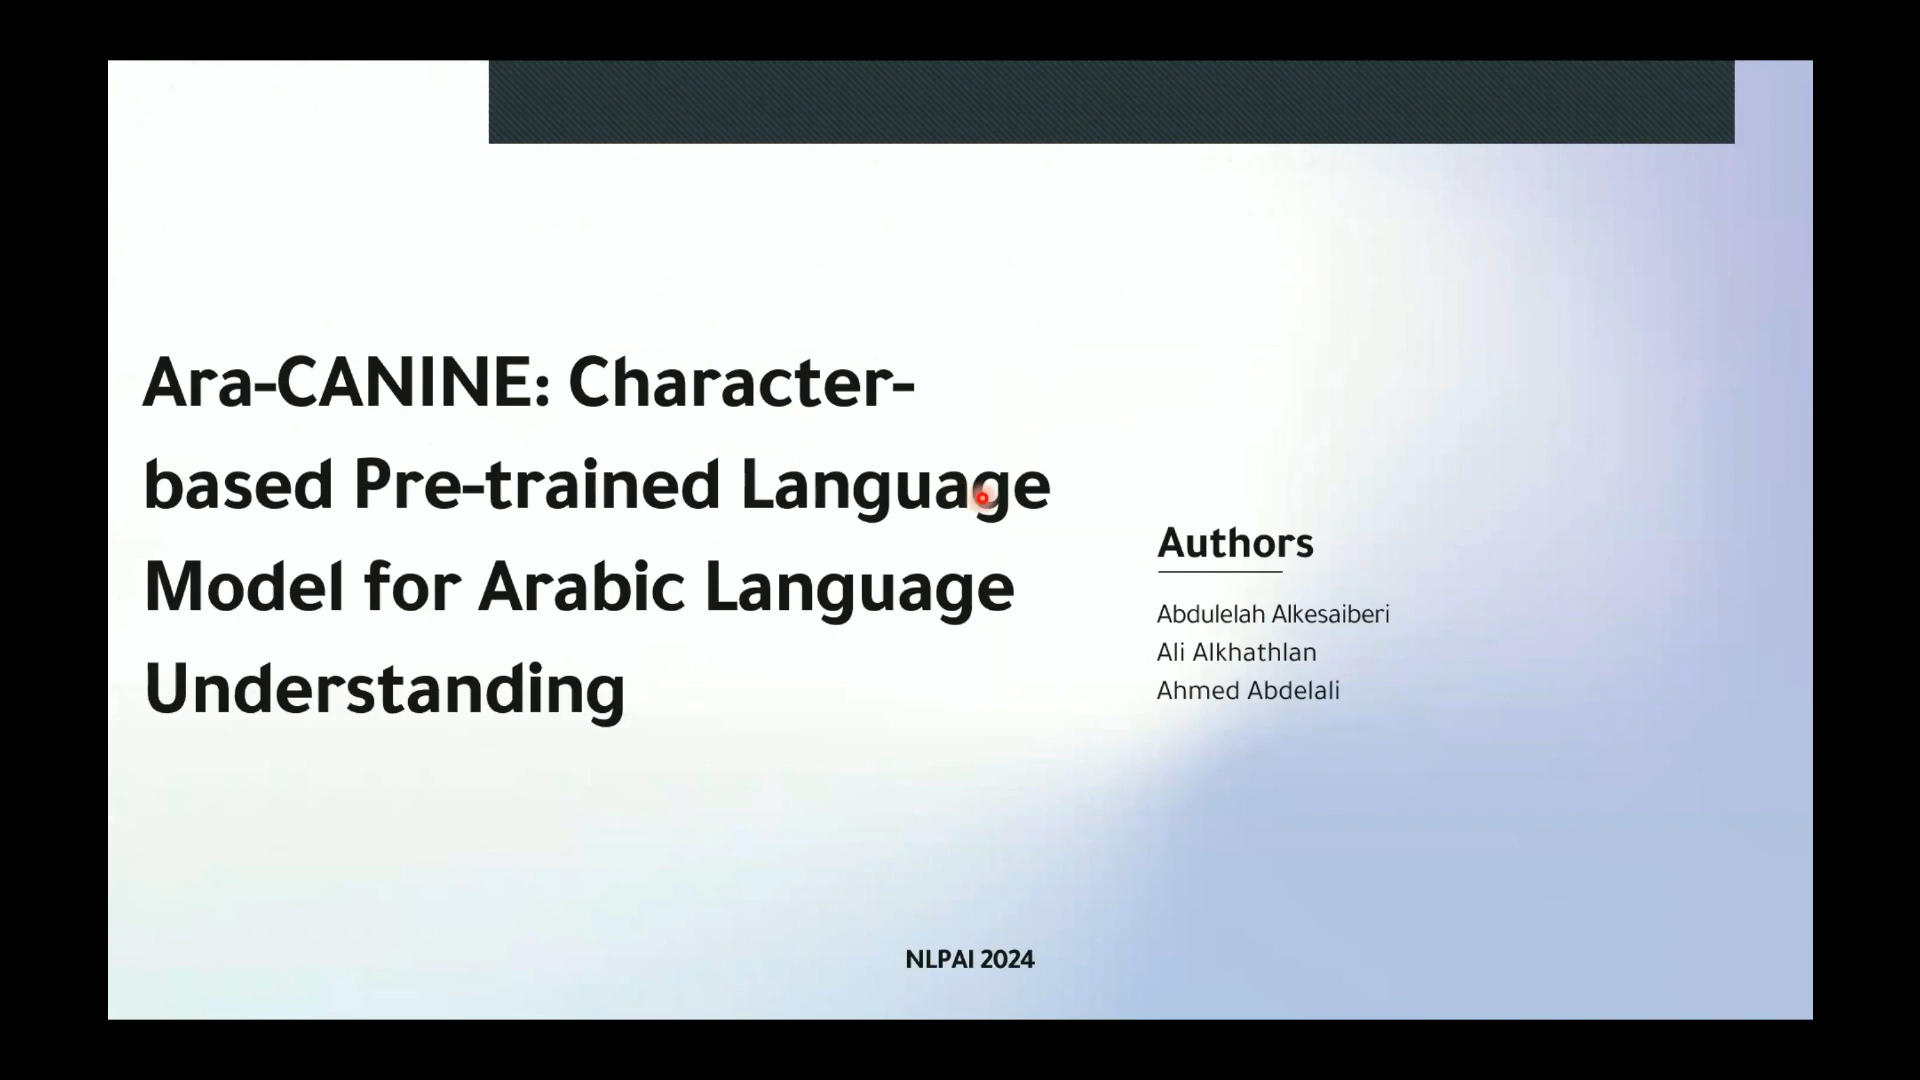 Ara-CANINE: Character-
based Pre-trained Language
Model for Arabic Language
Understanding
Authors
Abdulelah Alkesaiberi
Ali Alkhathlan
Ahmed Abdelali
NLPAI 2024